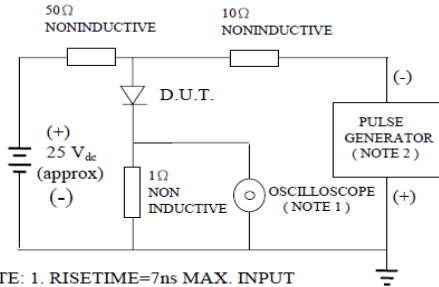 50Ω
NONINDUCTIVE
10Ω
NONINDUCTIVE
D.U.T.
(-)
PULSE
GENERATOR
( NOTE 2 )
(+)
(+)
25 Vdc
(approx)
(-)
1Ω
NON
INDUCTIVE
OSCILLOSCOPE
( NOTE 1 )
TE: 1. RISETIME=7ns MAX. INPUT